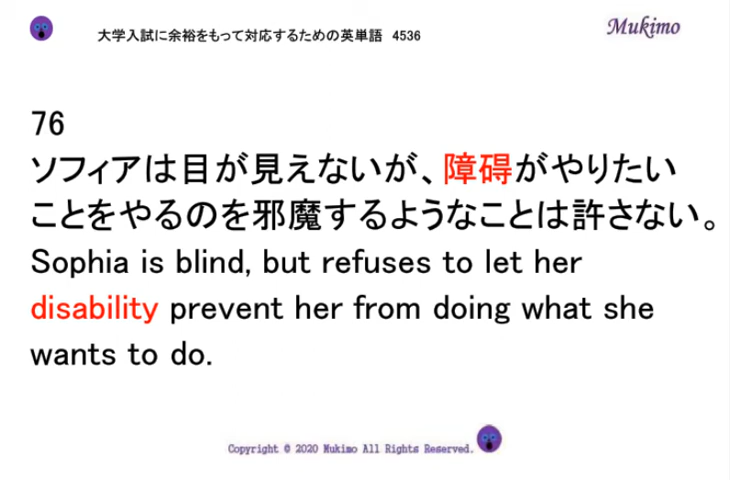 大学入試に余裕をもって対応するための英単語 4536
Mukimo
76
ソフィアは目が見えないが、障碍がやりたい
ことをやるのを邪魔するようなことは許さない。
Sophia is blind, but refuses to let her
disability prevent her from doing what she
wants to do.
Copyright © 2020 Mukimo All Rights Reserved.